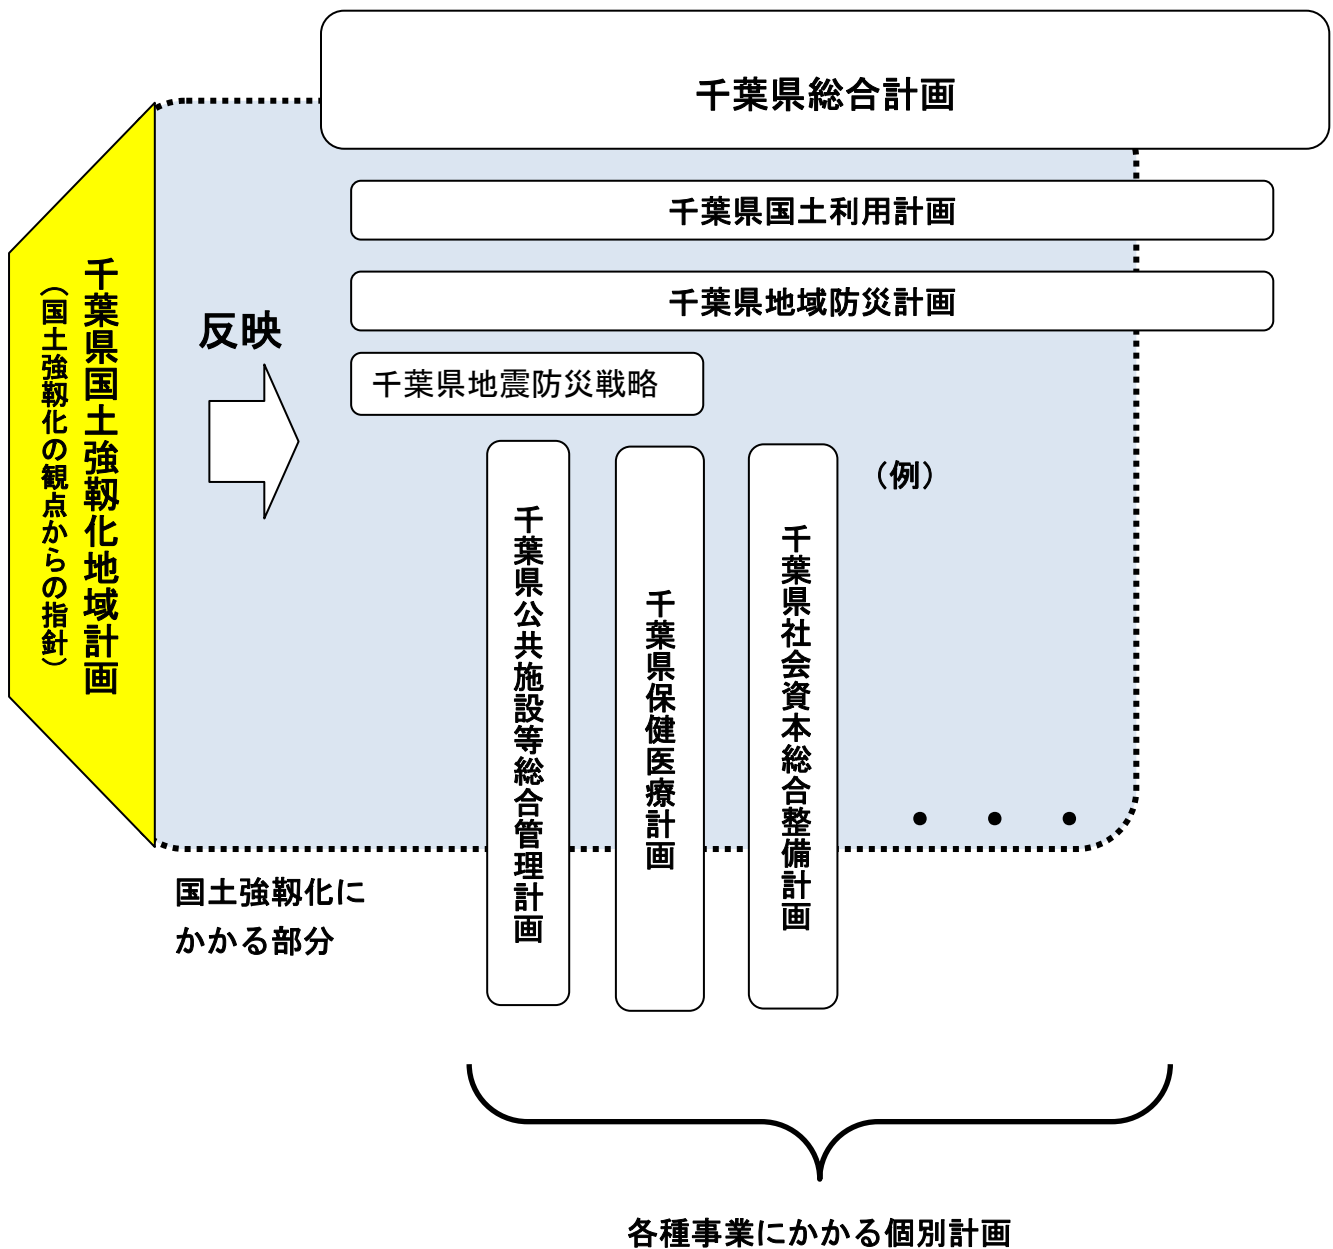 千葉県総合計画
千葉県国土利用計画
千葉県地域防災計画
千葉県地震防災戦略
千葉県国土強靱化地域計画
（国土強靱化の観点からの指針）
反映
（例）
千葉県公共施設等総合管理計画
千葉県保健医療計画
千葉県社会資本総合整備計画
・・・
国土強靱化に
かかる部分
各種事業にかかる個別計画